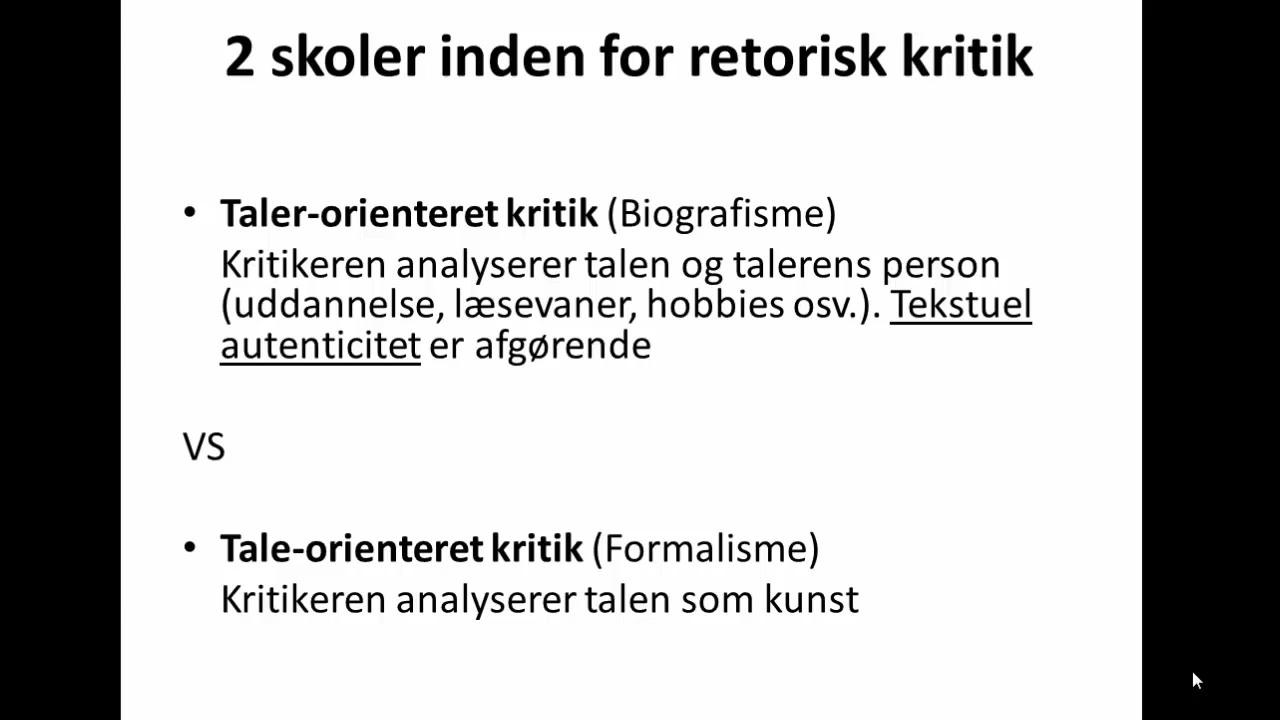 2 skoler inden for retorisk kritik
• Taler-orienteret kritik (Biografisme)
Kritikeren analyserer talen og talerens person
(uddannelse, læsevaner, hobbies osv.). Tekstuel
autenticitet er afgørende
VS
• Tale-orienteret kritik (Formalisme)
Kritikeren analyserer talen som kunst